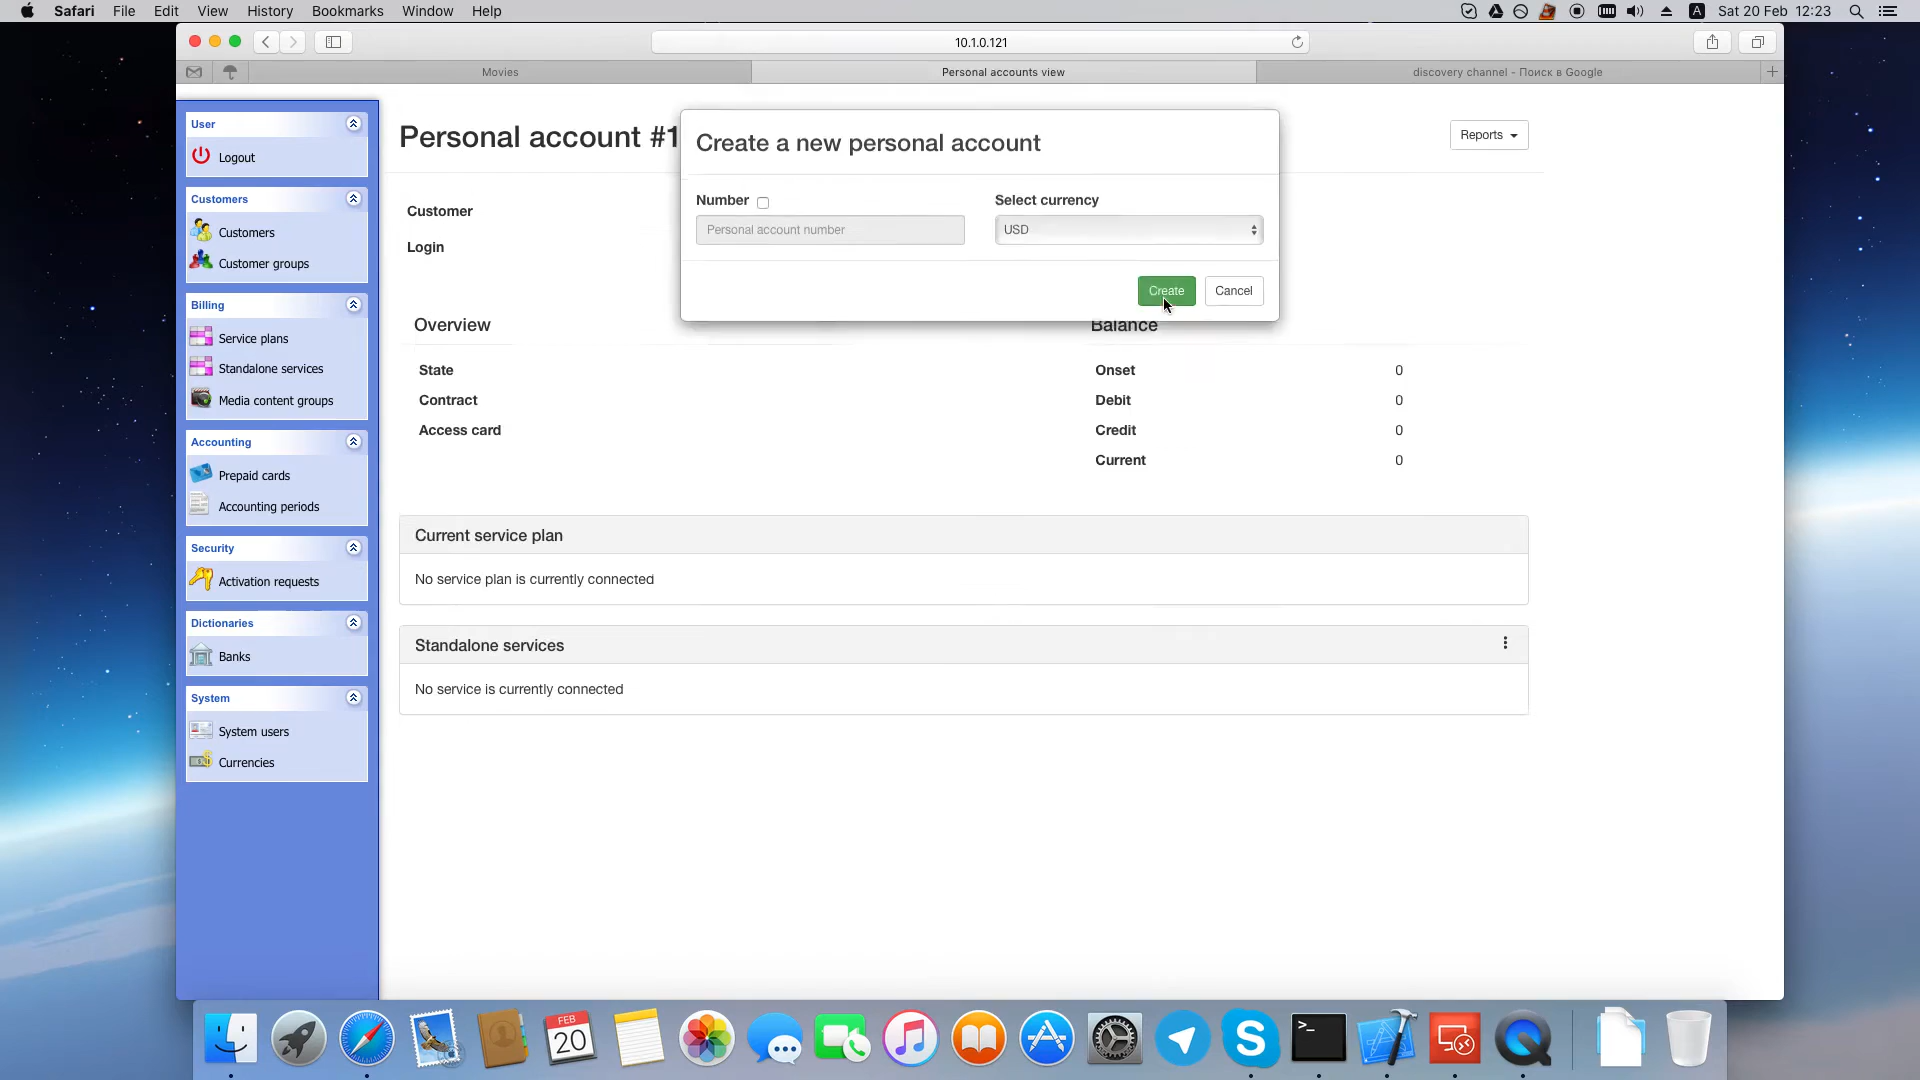 Safari File Edit View History Bookmarks Window Help
A Sat 20 Feb 12:23
10.1.0.121
Movies
Personal accounts view
discovery channel - Поиск в Google
User
Logout
Customers
Customers
Customer groups
Billing
Service plans
Standalone services
Media content groups
Accounting
Prepaid cards
Accounting periods
Security
Activation requests
Dictionaries
Banks
System
System users
Currencies
Personal account #1
Reports
Create a new personal account
Number
Select currency
Personal account number
USD
Create
Cancel
Customer
Login
Overview
Balance
State
Onset 0
Contract
Debit 0
Access card
Credit 0
Current 0
Current service plan
No service plan is currently connected
Standalone services
No service is currently connected
FEB
20